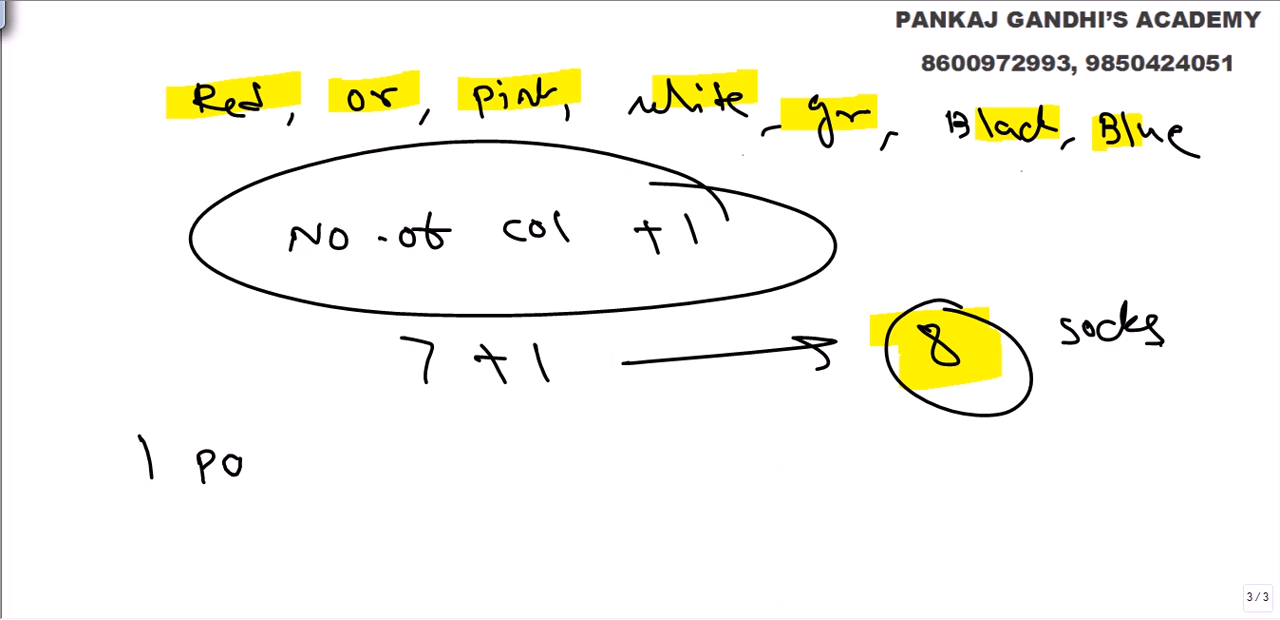 PANKAJ GANDHI'S ACADEMY
8600972993, 9850424051
Red, or, pink, white, gr, Black, Blue
No. of col +1
7 +1 → 8 socks
1 po
3 / 3